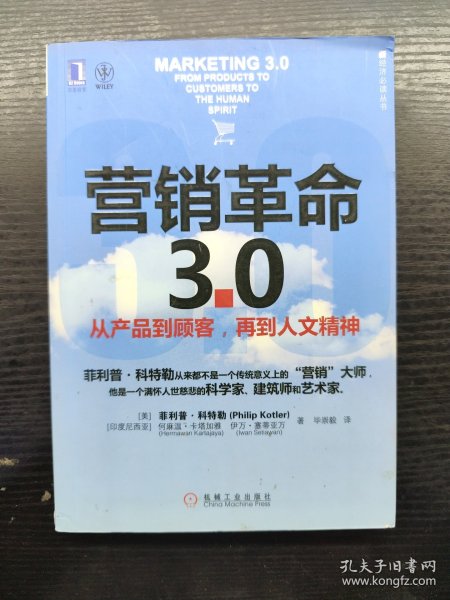 MARKETING 3.0
FROM PRODUCTS TO
CUSTOMERS TO
THE HUMAN
SPIRIT
WILEY
华章经管
经济必读丛书
3.0
营销革命
3.0
从产品到顾客，再到人文精神
菲利普·科特勒从来都不是一个传统意义上的“营销”大师，
他是一个满怀人世慈悲的科学家、建筑师和艺术家。
[美] 菲利普·科特勒 (Philip Kotler)
[印度尼西亚] 何麻温·卡塔加雅 伊万·塞蒂亚万 著 毕崇毅 译
(Hermawan Kartajaya) (Iwan Setiawan)
机械工业出版社
China Machine Press
孔夫子旧书网
www.kongfz.com